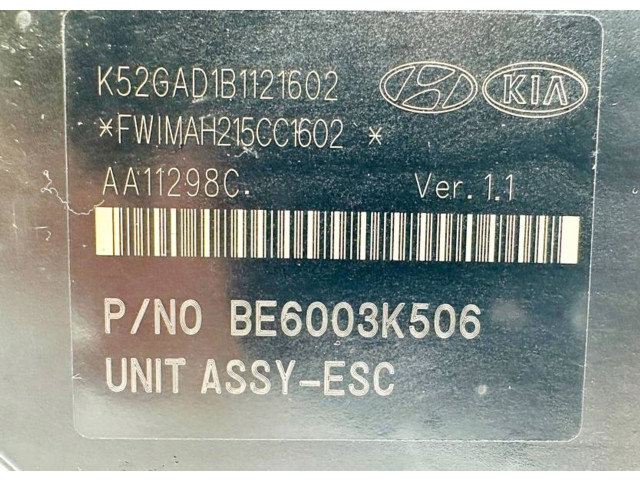 K52GAD1B1121602
KIA
*FWIMAH215CC1602 *
AA11298C. Ver. 1.1
P/NO BE6003K506
UNIT ASSY-ESC